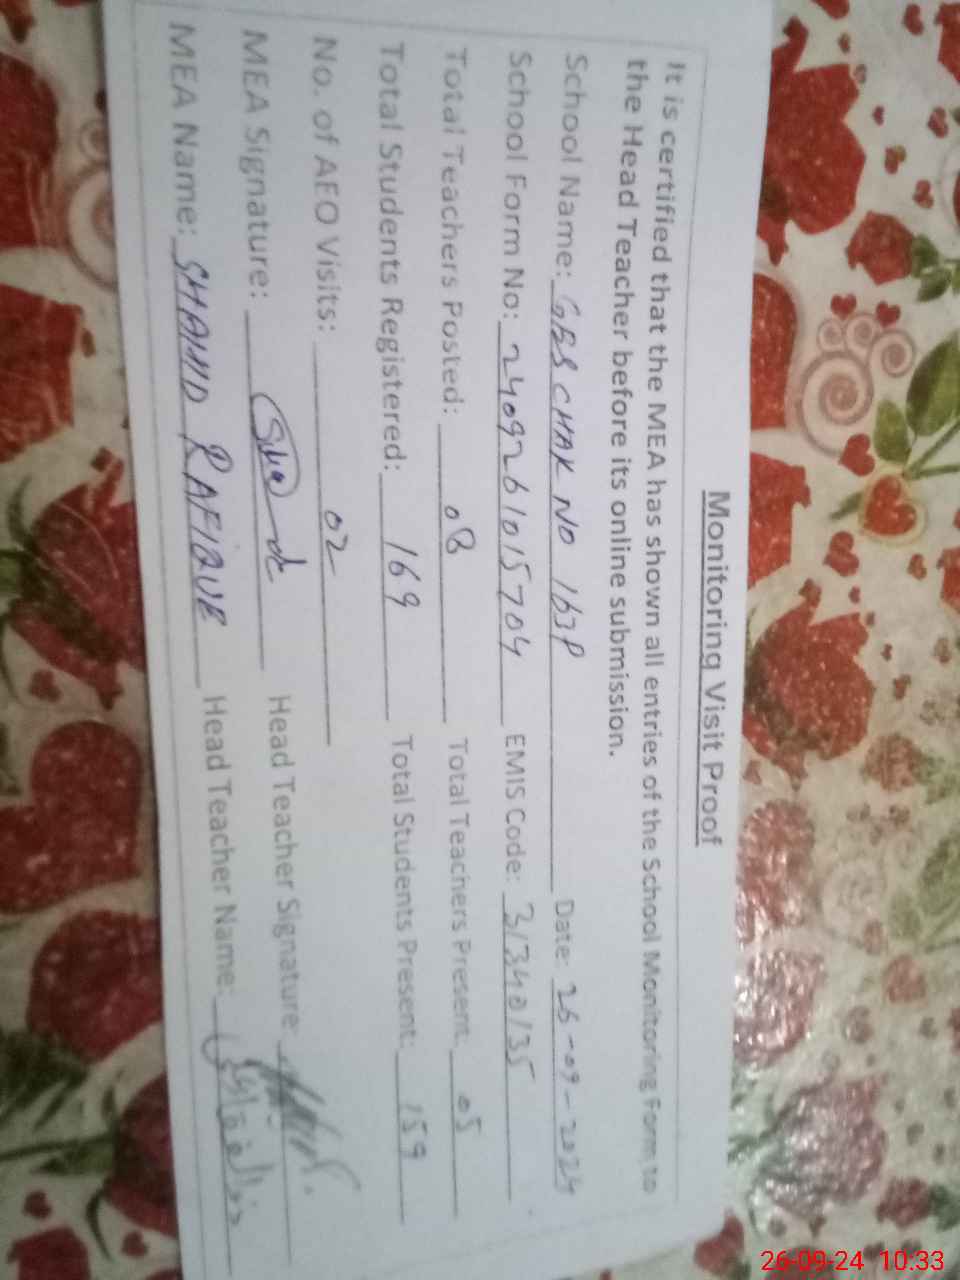 Monitoring Visit Proof
It is certified that the MEA has shown all entries of the School Monitoring Form to
the Head Teacher before its online submission.
School Name: GBS CHAK NO 163P Date: 26-09-2024
School Form No: 2409261015704 EMIS Code: 31340135
Total Teachers Posted: 08 Total Teachers Present: 05
Total Students Registered: 169 Total Students Present: 159
No. of AEO Visits: 02
MEA Signature: Head Teacher Signature:
MEA Name: SHAHID RAFIQUE Head Teacher Name:
26-09-24 10:33